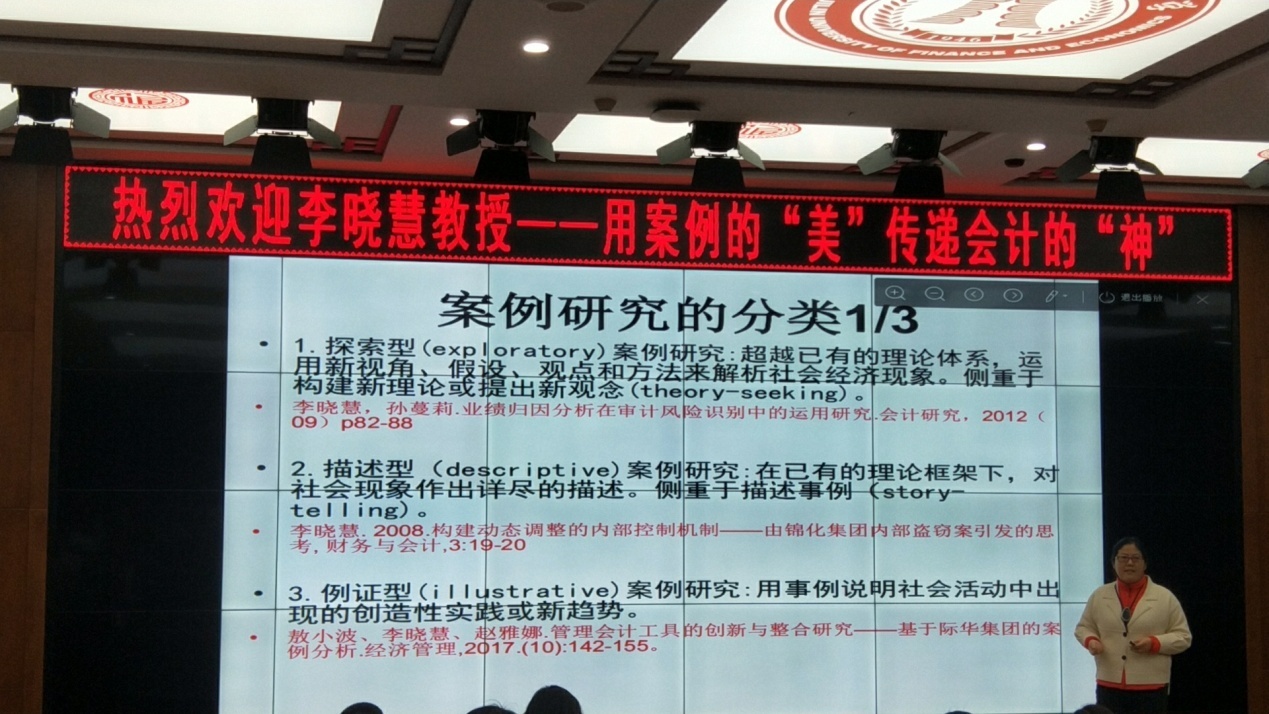 UNIVERSITY OF FINANCE AND ECONOMICS
热烈欢迎李晓慧教授——用案例的“美”传递会计的“神”
退出播放
案例研究的分类1/3
• 1. 探索型(exploratory)案例研究:超越已有的理论体系，运
用新视角、假设、观点和方法来解析社会经济现象。侧重于
构建新理论或提出新观念(theory-seeking)。
• 李晓慧，孙蔓莉.业绩归因分析在审计风险识别中的运用研究.会计研究，2012（
09）p82-88
• 2. 描述型 (descriptive)案例研究:在已有的理论框架下，对
社会现象作出详尽的描述。侧重于描述事例 (story-
telling)。
• 李晓慧. 2008.构建动态调整的内部控制机制——由锦化集团内部盗窃案引发的思
考, 财务与会计,3:19-20
• 3. 例证型(illustrative)案例研究:用事例说明社会活动中出
现的创造性实践或新趋势。
• 敖小波、李晓慧、赵雅娜.管理会计工具的创新与整合研究——基于际华集团的案
例分析.经济管理,2017.(10):142-155。